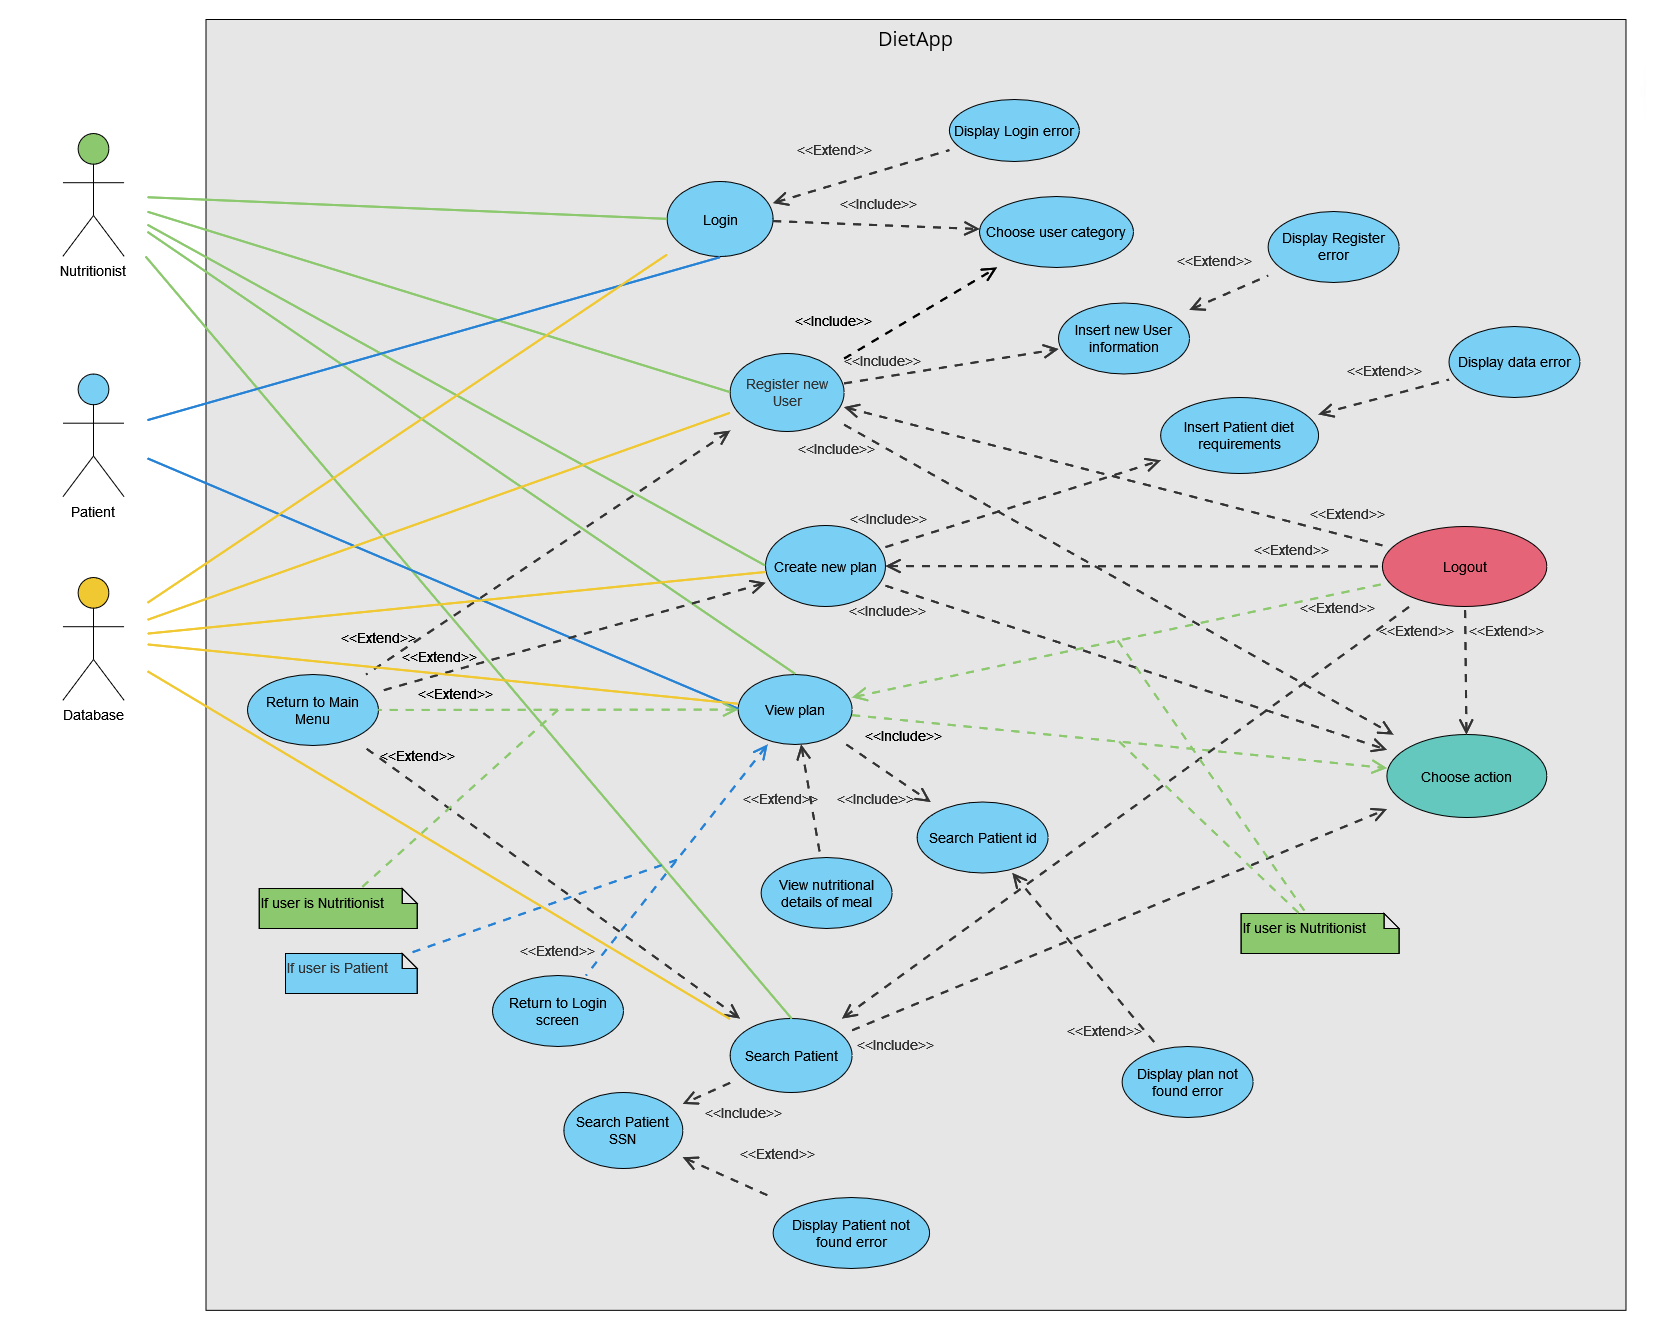 DietApp
Display Login error
<<Extend>>
<<Include>>
Login
Choose user category
Display Register
error
<<Extend>>
Nutritionist
<<Include>>
Insert new User
information
<<Include>>
Display data error
<<Extend>>
Register new
User
Insert Patient diet
requirements
<<Include>>
Patient
<<Include>>
<<Extend>>
<<Extend>>
Create new plan
Logout
<<Include>>
<<Extend>>
<<Extend>>
<<Extend>>
<<Extend>>
<<Extend>>
<<Extend>>
Return to Main
Menu
View plan
Database
<<Include>>
<<Extend>>
Choose action
<<Extend>>
<<Include>>
Search Patient id
View nutritional
details of meal
If user is Nutritionist
If user is Nutritionist
<<Extend>>
If user is Patient
Return to Login
screen
<<Extend>>
<<Include>>
Search Patient
Display plan not
found error
<<Include>>
Search Patient
SSN
<<Extend>>
Display Patient not
found error